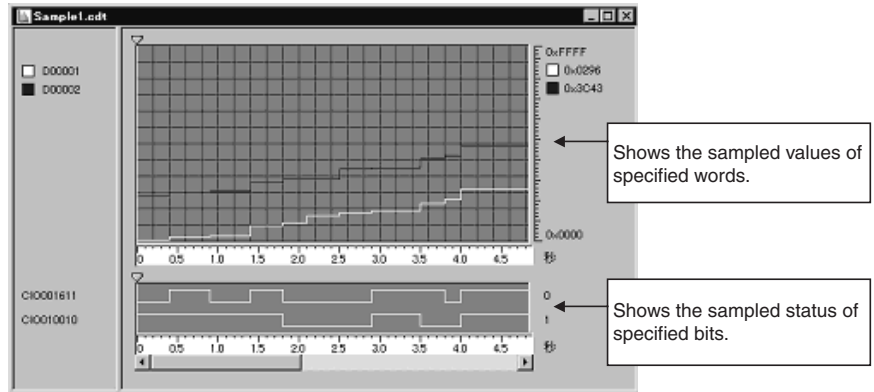 Sample1.cdt
D00001
D00002
0xFFFF
0x0296
0x3C43
0x0000
0 0.5 1.0 1.5 2.0 2.5 3.0 3.5 4.0 4.5 秒
Shows the sampled values of
specified words.
CIO001611
CIO010010
0
1
0 0.5 1.0 1.5 2.0 2.5 3.0 3.5 4.0 4.5 秒
Shows the sampled status of
specified bits.